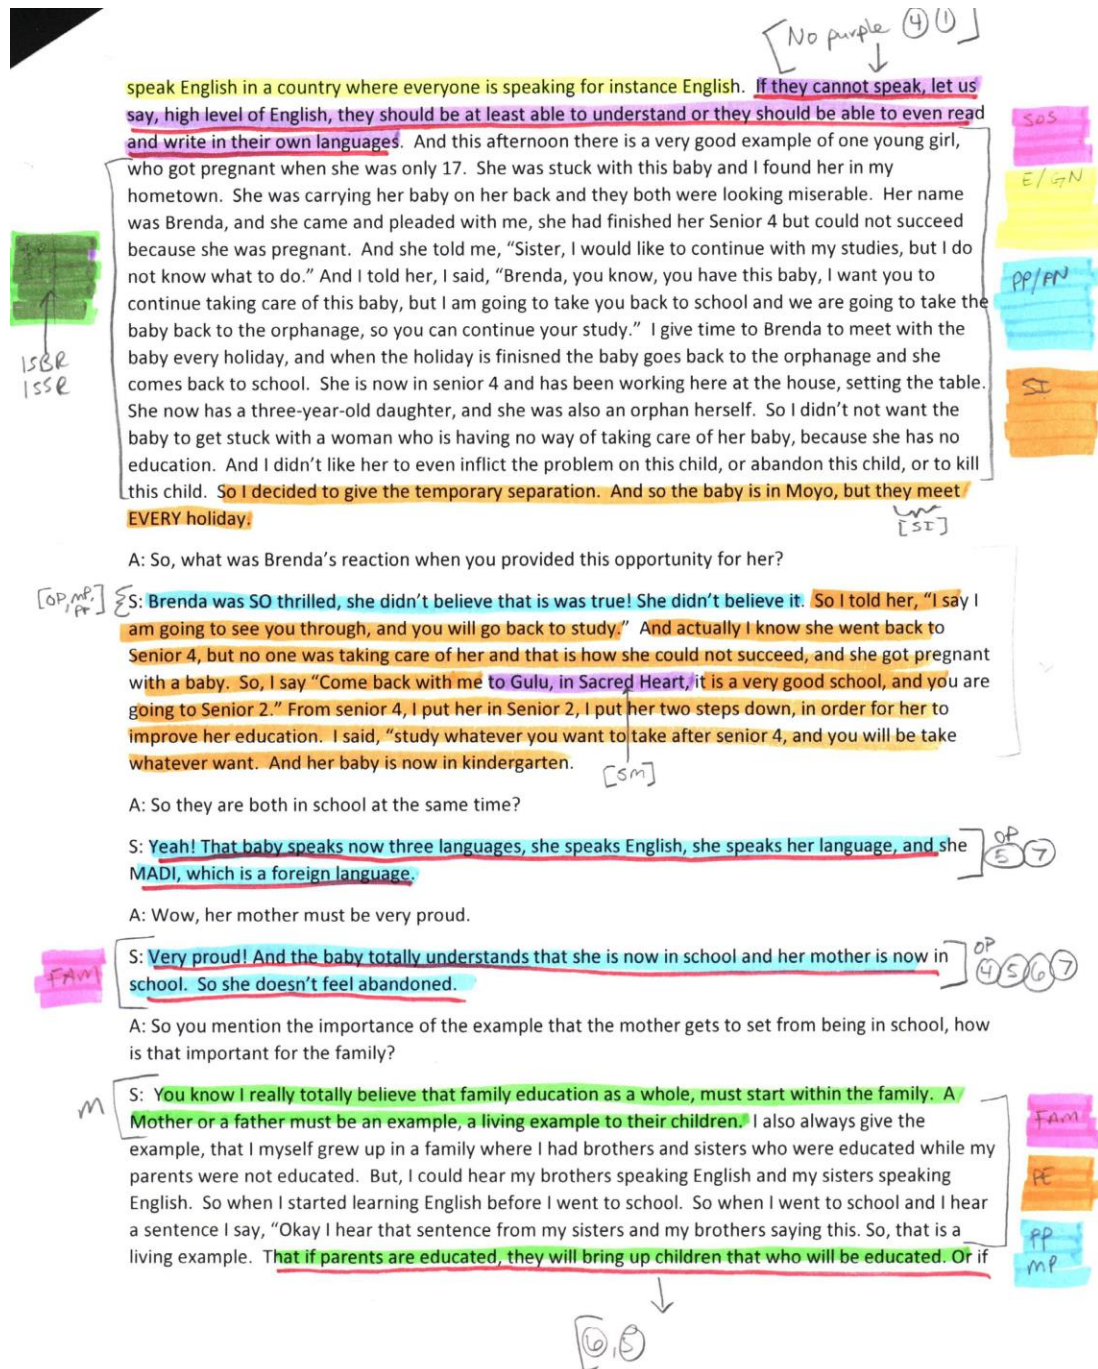 [No purple ④ ①]
speak English in a country where everyone is speaking for instance English. If they cannot speak, let us
say, high level of English, they should be at least able to understand or they should be able to even read
and write in their own languages. And this afternoon there is a very good example of one young girl,
who got pregnant when she was only 17. She was stuck with this baby and I found her in my
hometown. She was carrying her baby on her back and they both were looking miserable. Her name
was Brenda, and she came and pleaded with me, she had finished her Senior 4 but could not succeed
because she was pregnant. And she told me, “Sister, I would like to continue with my studies, but I do
not know what to do.” And I told her, I said, “Brenda, you know, you have this baby, I want you to
continue taking care of this baby, but I am going to take you back to school and we are going to take the
baby back to the orphanage, so you can continue your study.” I give time to Brenda to meet with the
baby every holiday, and when the holiday is finisned the baby goes back to the orphanage and she
comes back to school. She is now in senior 4 and has been working here at the house, setting the table.
She now has a three-year-old daughter, and she was also an orphan herself. So I didn’t not want the
baby to get stuck with a woman who is having no way of taking care of her baby, because she has no
education. And I didn’t like her to even inflict the problem on this child, or abandon this child, or to kill
this child. So I decided to give the temporary separation. And so the baby is in Moyo, but they meet
EVERY holiday.
[SI]
SOS
E/GN
PP/PN
SI
ISBR
ISSR
A: So, what was Brenda’s reaction when you provided this opportunity for her?
[OP, MP, PP]
S: Brenda was SO thrilled, she didn’t believe that is was true! She didn’t believe it. So I told her, “I say I
am going to see you through, and you will go back to study.” And actually I know she went back to
Senior 4, but no one was taking care of her and that is how she could not succeed, and she got pregnant
with a baby. So, I say “Come back with me to Gulu, in Sacred Heart, it is a very good school, and you are
going to Senior 2.” From senior 4, I put her in Senior 2, I put her two steps down, in order for her to
improve her education. I said, “study whatever you want to take after senior 4, and you will be take
whatever want. And her baby is now in kindergarten.
[SM]
A: So they are both in school at the same time?
S: Yeah! That baby speaks now three languages, she speaks English, she speaks her language, and she
MADI, which is a foreign language.
OP
⑤ ⑦
A: Wow, her mother must be very proud.
FAM
S: Very proud! And the baby totally understands that she is now in school and her mother is now in
school. So she doesn’t feel abandoned.
OP
④ ⑤ ⑥ ⑦
A: So you mention the importance of the example that the mother gets to set from being in school, how
is that important for the family?
M
S: You know I really totally believe that family education as a whole, must start within the family. A
Mother or a father must be an example, a living example to their children. I also always give the
example, that I myself grew up in a family where I had brothers and sisters who were educated while my
parents were not educated. But, I could hear my brothers speaking English and my sisters speaking
English. So when I started learning English before I went to school. So when I went to school and I hear
a sentence I say, “Okay I hear that sentence from my sisters and my brothers saying this. So, that is a
living example. That if parents are educated, they will bring up children that who will be educated. Or if
FAM
PE
PP
MP